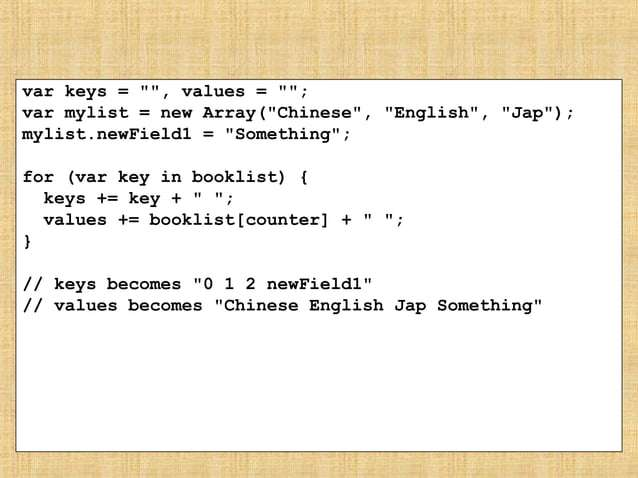 var keys = "", values = "";
var mylist = new Array("Chinese", "English", "Jap");
mylist.newField1 = "Something";
for (var key in booklist) {
keys += key + " ";
values += booklist[counter] + " ";
}
// keys becomes "0 1 2 newField1"
// values becomes "Chinese English Jap Something"